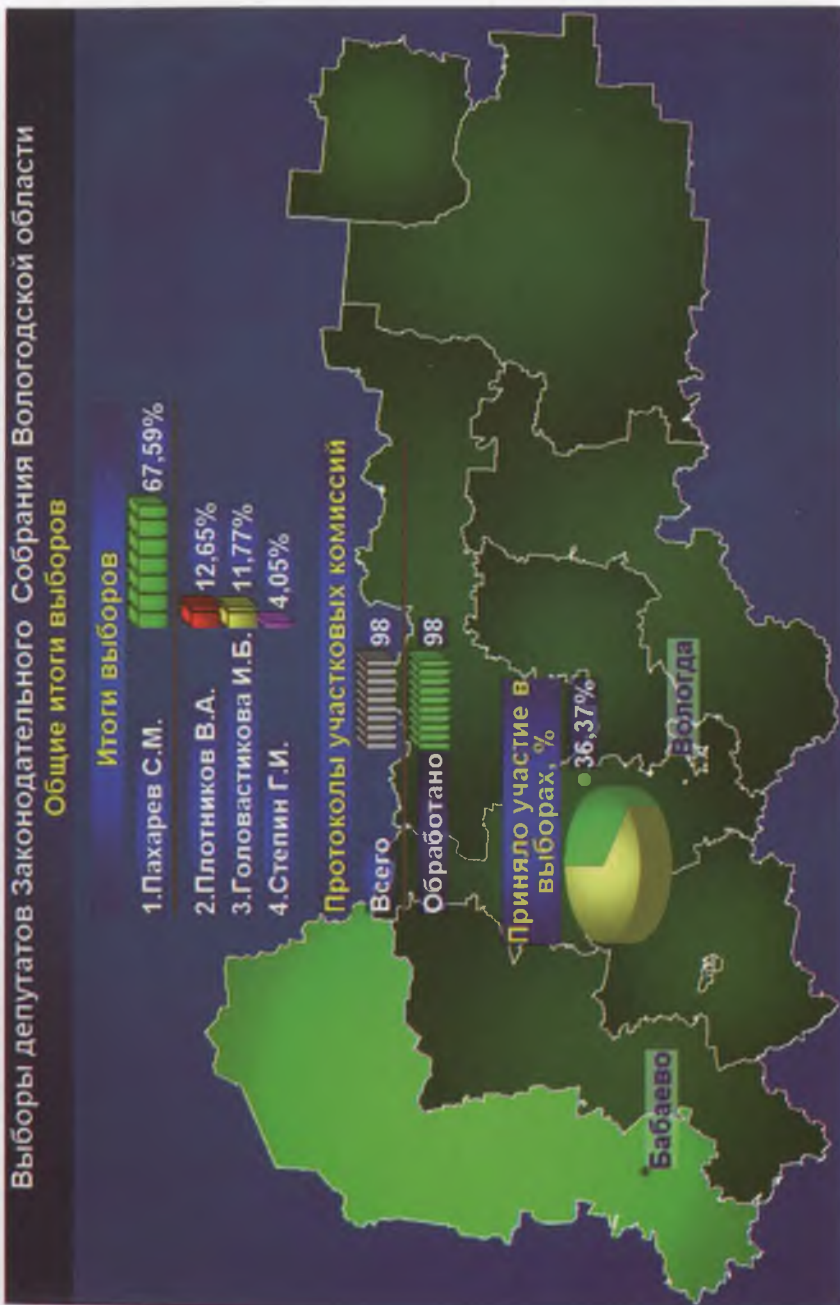 Выборы депутатов Законодательного Собрания Вологодской области
Общие итоги выборов
Итоги выборов
1.Пахарев С.М. 67,59%
2.Плотников В.А. 12,65%
3.Головастикова И.Б. 11,77%
4.Степин Г.И. 4,05%
Протоколы участковых комиссий
Всего 98
Обработано 98
Приняло участие в
выборах, %
36,37%
Вологда
Бабаево